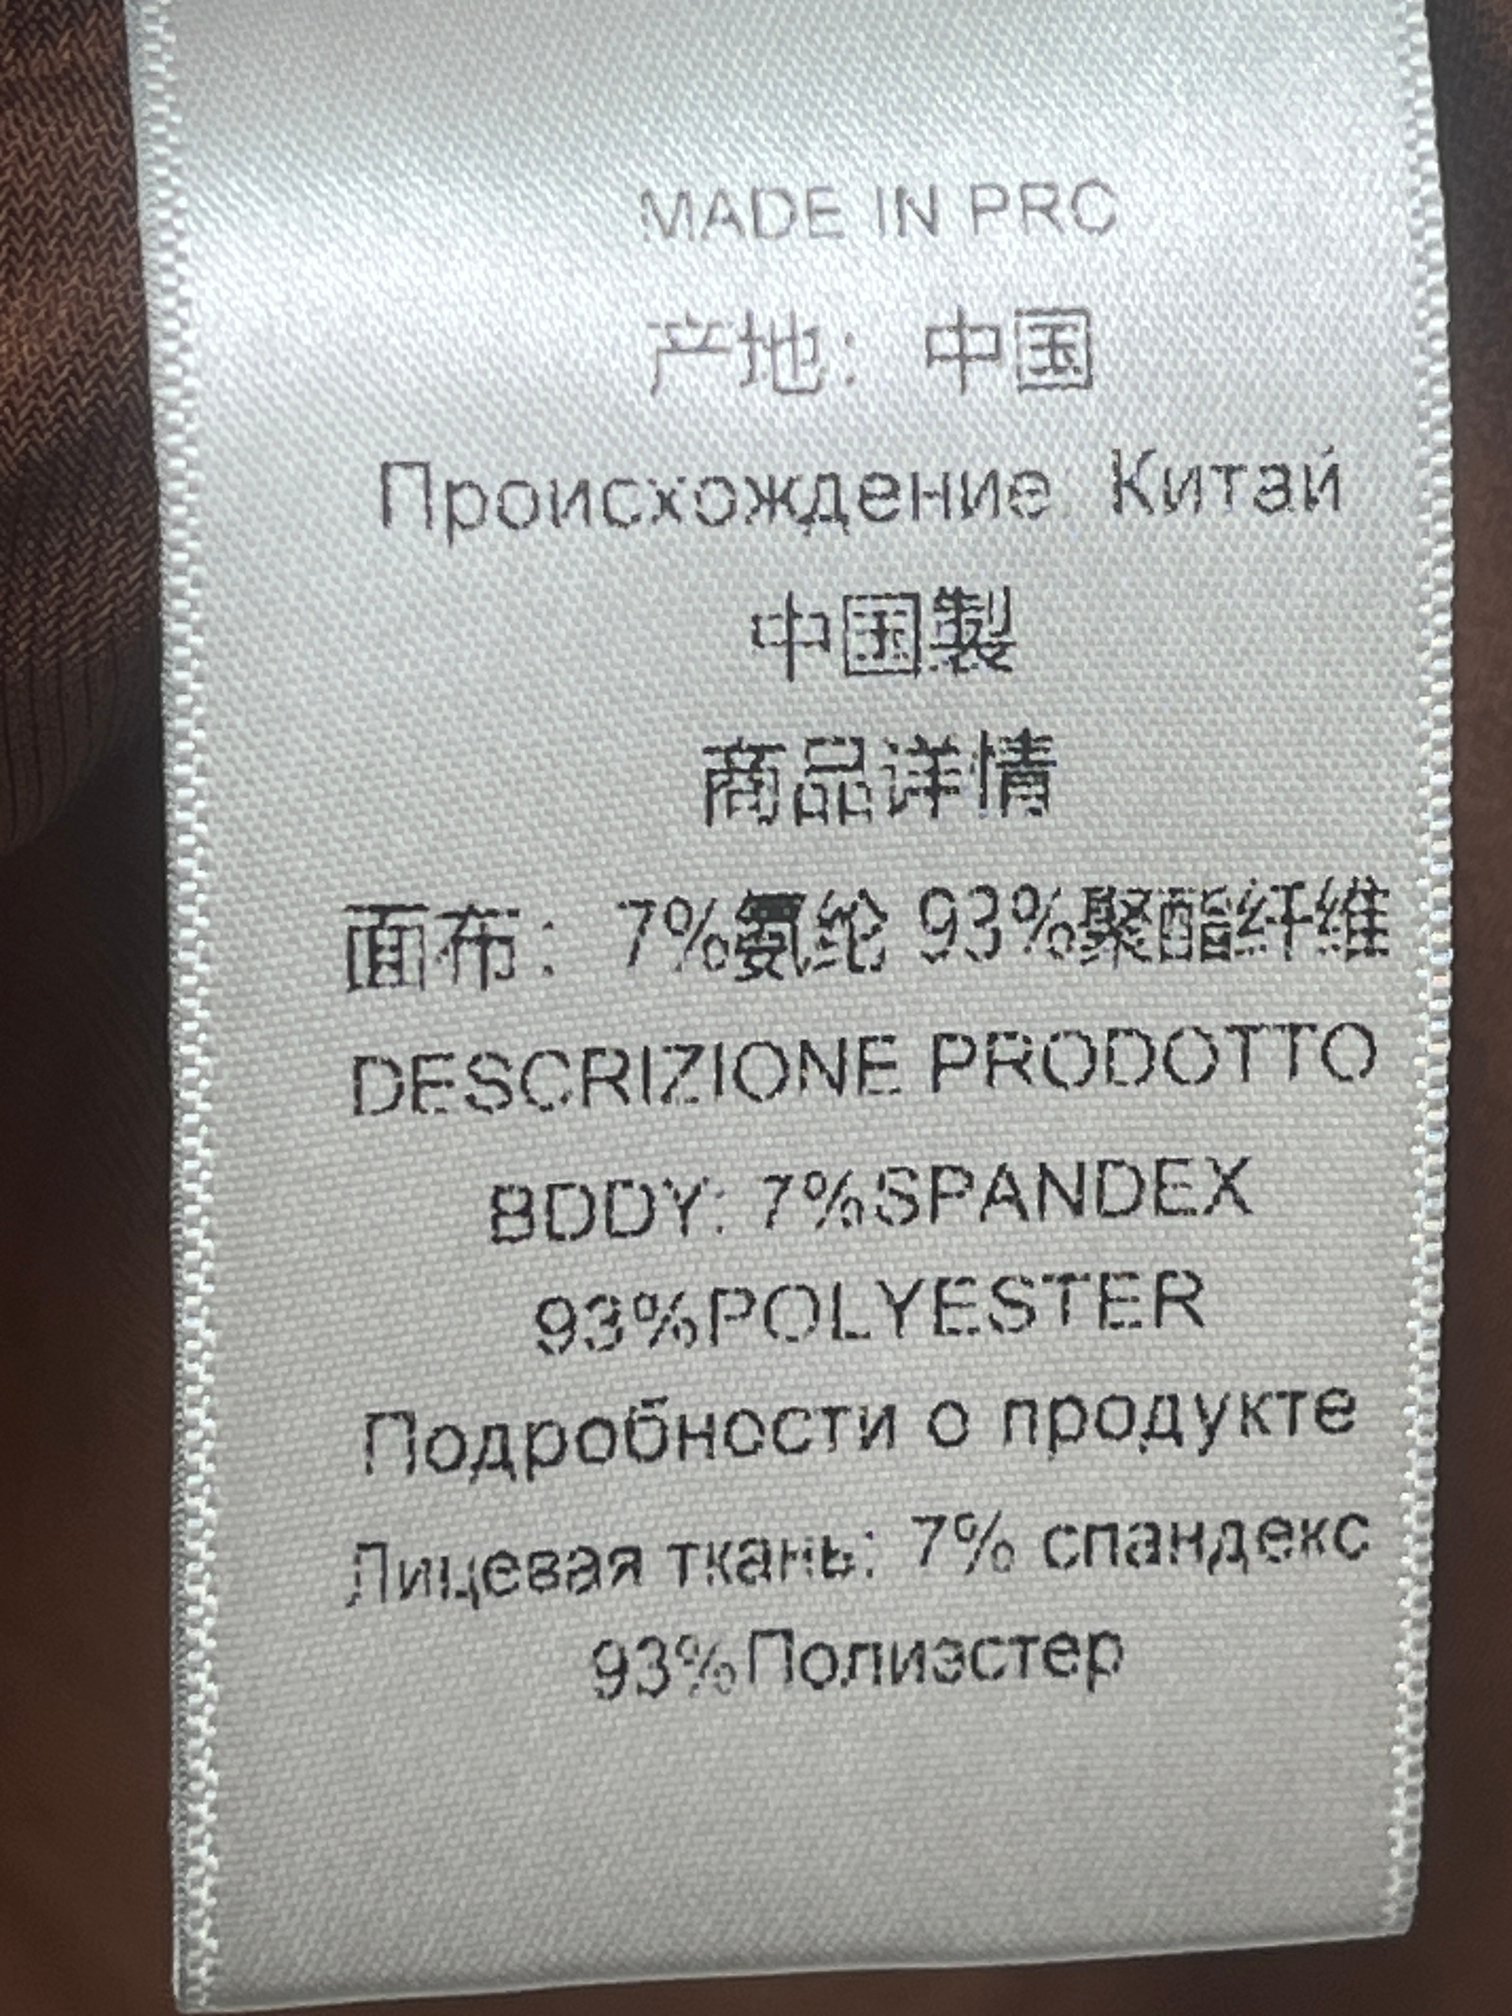 MADE IN PRC
产地: 中国
Происхождение: Китай
中国製
商品详情
面布: 7%氨纶 93%聚酯纤维
DESCRIZIONE PRODOTTO
BODY: 7%SPANDEX
93%POLYESTER
Подробности о продукте
Лицевая ткань: 7% спандекс
93%Полиэстер